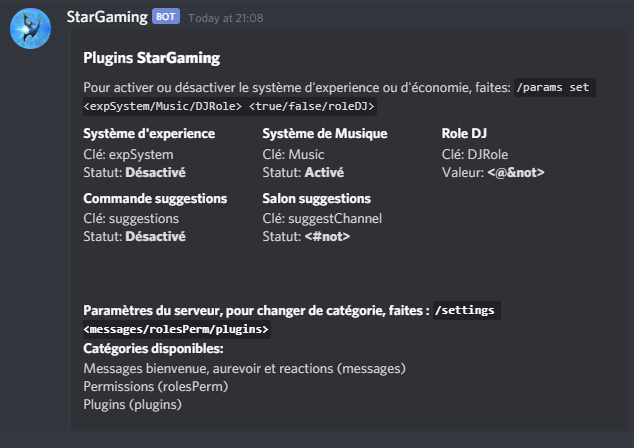 StarGaming BOT Today at 21:08
Plugins StarGaming
Pour activer ou désactiver le système d'experience ou d'économie, faites: /params set
<expSystem/Music/DJRole> <true/false/roleDJ>
Système d'experience Système de Musique Role DJ
Clé: expSystem Clé: Music Clé: DJRole
Statut: Désactivé Statut: Activé Valeur: <@&not>
Commande suggestions Salon suggestions
Clé: suggestions Clé: suggestChannel
Statut: Désactivé Statut: <#not>
Paramètres du serveur, pour changer de catégorie, faites : /settings
<messages/rolesPerm/plugins>
Catégories disponibles:
Messages bienvenue, aurevoir et reactions (messages)
Permissions (rolesPerm)
Plugins (plugins)